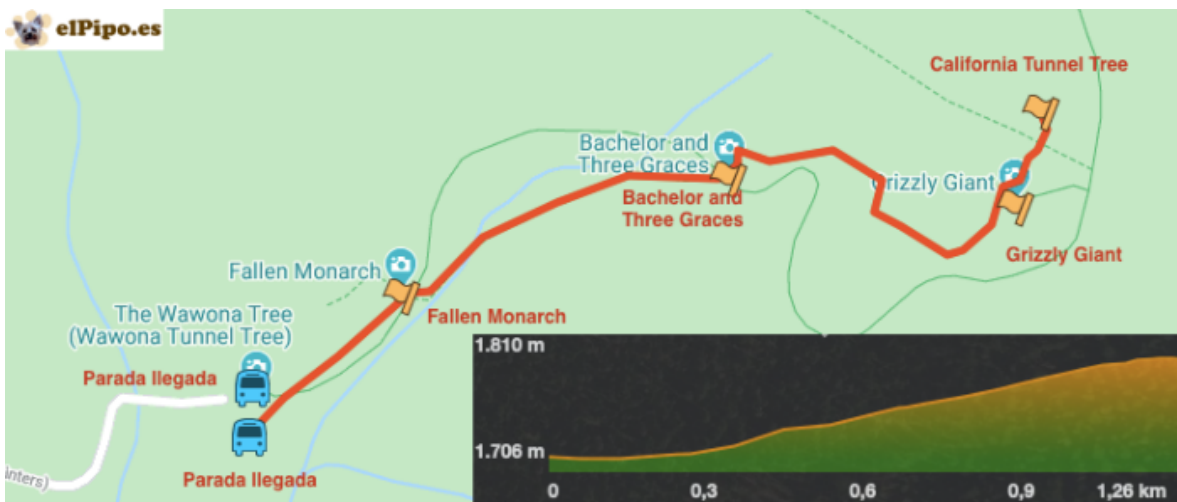 elPipo.es
California Tunnel Tree
Bachelor and
Three Graces
Grizzly Giant
Bachelor and
Three Graces
Grizzly Giant
Fallen Monarch
Fallen Monarch
The Wawona Tree
(Wawona Tunnel Tree)
Parada llegada
Parada llegada
inters)
1.810 m
1.706 m
0
0,3
0,6
0,9
1,26 km